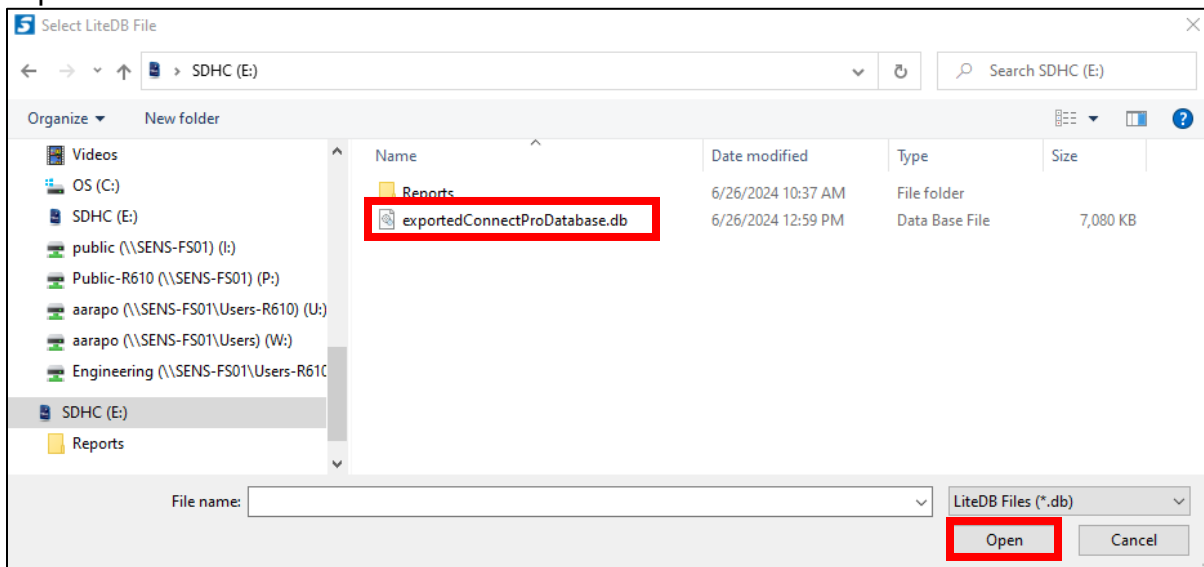 Select LiteDB File
SDHC (E:)
Search SDHC (E:)
Organize
New folder
Name
Date modified
Type
Size
Videos
OS (C:)
SDHC (E:)
public (\\SENS-FS01) (I:)
Public-R610 (\\SENS-FS01) (P:)
aarapo (\\SENS-FS01\Users-R610) (U:)
aarapo (\\SENS-FS01\Users) (W:)
Engineering (\\SENS-FS01\Users-R610
SDHC (E:)
Reports
Reports 6/26/2024 10:37 AM File folder
exportedConnectProDatabase.db 6/26/2024 12:59 PM Data Base File 7,080 KB
File name:
LiteDB Files (*.db)
Open
Cancel